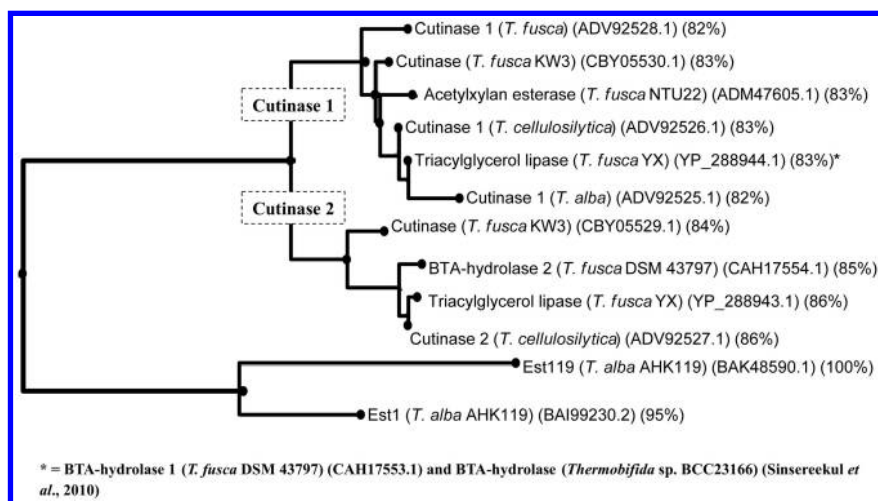 Cutinase 1 (T. fusca) (ADV92528.1) (82%)
Cutinase (T. fusca KW3) (CBY05530.1) (83%)
Acetylxylan esterase (T. fusca NTU22) (ADM47605.1) (83%)
Cutinase 1
Cutinase 1 (T. cellulosilytica) (ADV92526.1) (83%)
Triacylglycerol lipase (T. fusca YX) (YP_288944.1) (83%)*
Cutinase 1 (T. alba) (ADV92525.1) (82%)
Cutinase 2
Cutinase (T. fusca KW3) (CBY05529.1) (84%)
BTA-hydrolase 2 (T. fusca DSM 43797) (CAH17554.1) (85%)
Triacylglycerol lipase (T. fusca YX) (YP_288943.1) (86%)
Cutinase 2 (T. cellulosilytica) (ADV92527.1) (86%)
Est119 (T. alba AHK119) (BAK48590.1) (100%)
Est1 (T. alba AHK119) (BAI99230.2) (95%)
* = BTA-hydrolase 1 (T. fusca DSM 43797) (CAH17553.1) and BTA-hydrolase (Thermobifida sp. BCC23166) (Sinsereekul et
al., 2010)